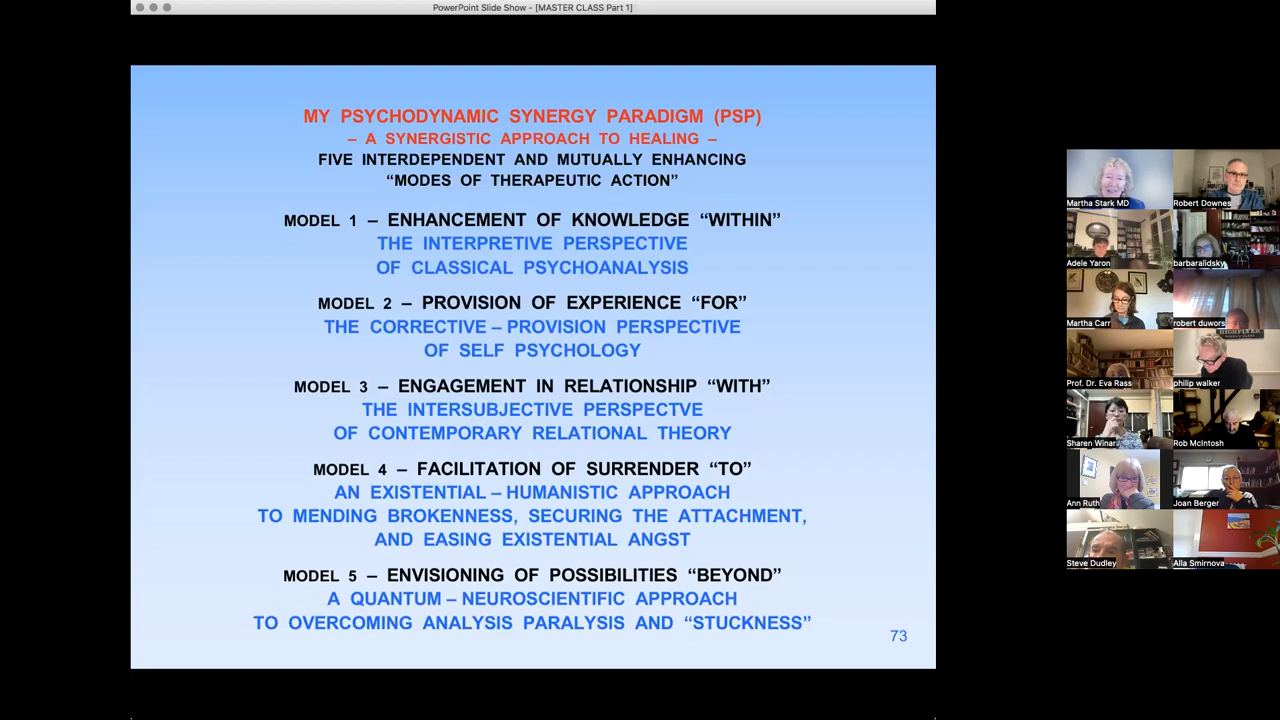 PowerPoint Slide Show - [MASTER CLASS Part 1]
MY PSYCHODYNAMIC SYNERGY PARADIGM (PSP)
– A SYNERGISTIC APPROACH TO HEALING –
FIVE INTERDEPENDENT AND MUTUALLY ENHANCING
“MODES OF THERAPEUTIC ACTION”
MODEL 1 – ENHANCEMENT OF KNOWLEDGE “WITHIN”
THE INTERPRETIVE PERSPECTIVE
OF CLASSICAL PSYCHOANALYSIS
MODEL 2 – PROVISION OF EXPERIENCE “FOR”
THE CORRECTIVE – PROVISION PERSPECTIVE
OF SELF PSYCHOLOGY
MODEL 3 – ENGAGEMENT IN RELATIONSHIP “WITH”
THE INTERSUBJECTIVE PERSPECTVE
OF CONTEMPORARY RELATIONAL THEORY
MODEL 4 – FACILITATION OF SURRENDER “TO”
AN EXISTENTIAL – HUMANISTIC APPROACH
TO MENDING BROKENNESS, SECURING THE ATTACHMENT,
AND EASING EXISTENTIAL ANGST
MODEL 5 – ENVISIONING OF POSSIBILITIES “BEYOND”
A QUANTUM – NEUROSCIENTIFIC APPROACH
TO OVERCOMING ANALYSIS PARALYSIS AND “STUCKNESS”
73
Martha Stark MD
Robert Downes
Adele Yaron
barbaralidsky
Martha Carr
robert duwors
HIGHFLYER
Prof. Dr. Eva Rass
philip walker
Sharen Winar
Rob McIntosh
Ann Ruth
Joan Berger
Steve Dudley
Alla Smirnova